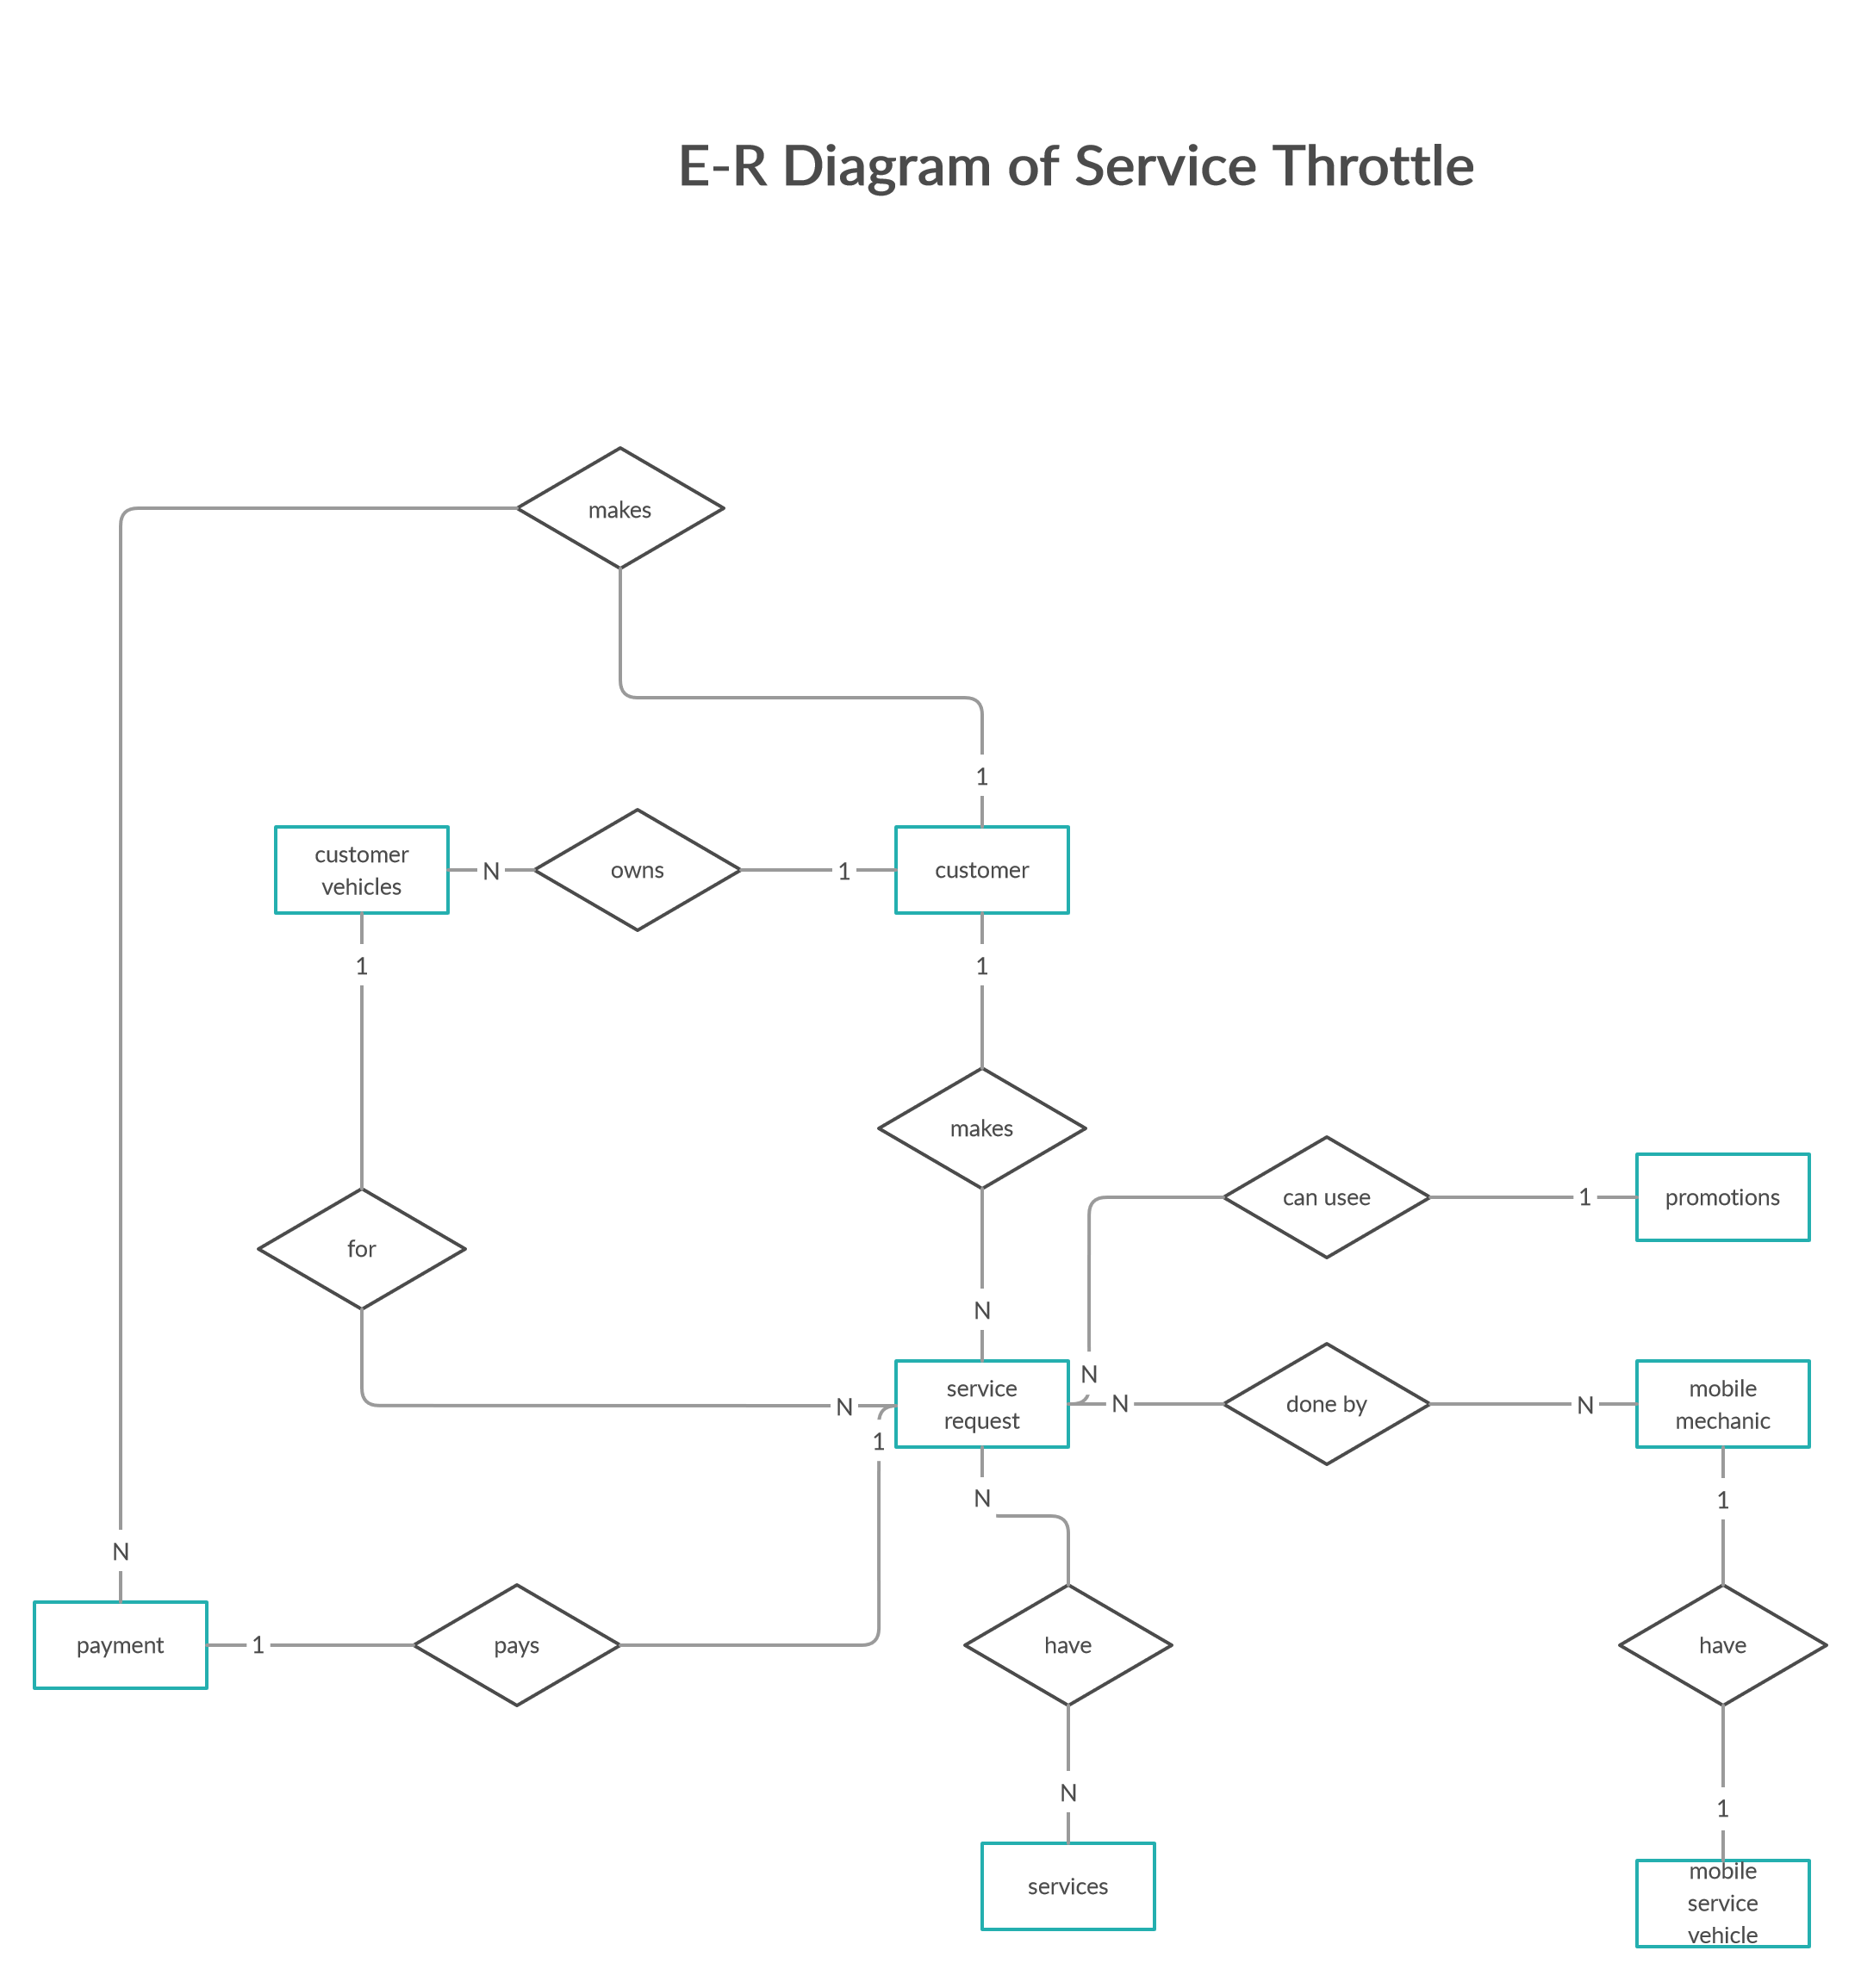 E-R Diagram of Service Throttle
makes
1
customer
vehicles
N
owns
1
customer
1
1
makes
can usee
1
promotions
for
N
N
service
request
N
done by
N
mobile
mechanic
N
1
N
1
N
payment
1
pays
have
have
N
1
services
mobile
service
vehicle